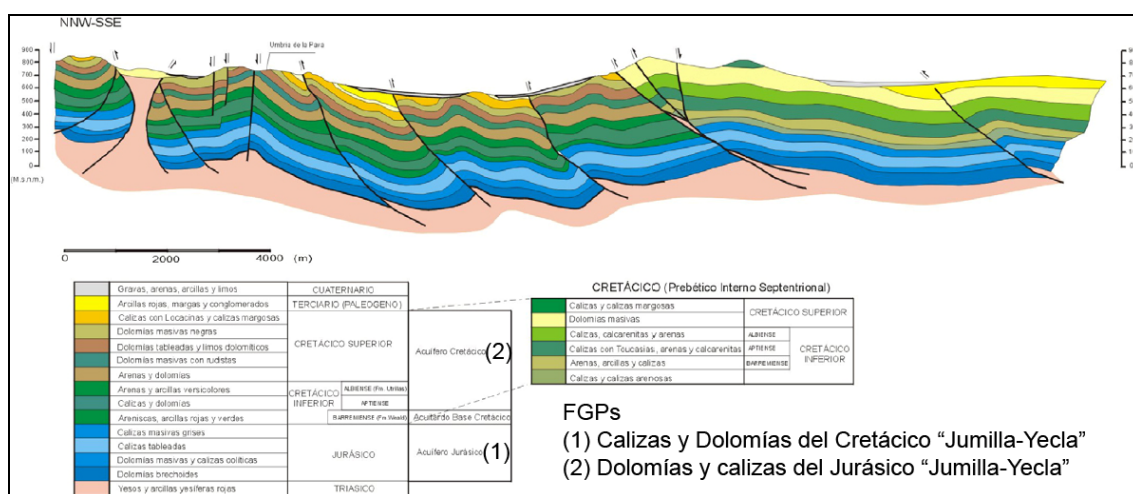 NNW-SSE
Umbria de la Pava
900
800
700
600
500
400
300
200
100
0
(M.s.n.m.)
0 2000 4000 (m)
Gravas, arenas, arcillas y limos CUATERNARIO
Arcillas rojas, margas y conglomerados TERCIARIO (PALEOGENO)
Calizas con Lacacinas y calizas margosas
Dolomías masivas negras
Dolomías tableadas y limos dolomíticos
Dolomías masivas con rudistas
Arenas y dolomías
CRETÁCICO SUPERIOR
Acuífero Cretácico (2)
Arenas y arcillas versicolores ALBIENSE (Fm. Utrillas)
Calizas y dolomías APTIENSE
Areniscas, arcillas rojas y verdes BARREMIENSE (Fm. Weald) Acuitardo Base Cretácico
CRETÁCICO INFERIOR
Calizas masivas grises
Calizas tableadas
Dolomías masivas y calizas oolíticas
Dolomías brechoides
JURÁSICO
Acuífero Jurásico (1)
Yesos y arcillas yesíferas rojas TRIÁSICO
CRETÁCICO (Prebético Interno Septentrional)
Calizas y calizas margosas
Dolomías masivas
CRETÁCICO SUPERIOR
Calizas, calcarenitas y arenas ALBIENSE
Calizas con Toucasias, arenas y calcarenitas APTIENSE
Arenas, arcillas y calizas BARREMIENSE
Calizas y calizas arenosas
CRETÁCICO INFERIOR
FGPs
(1) Calizas y Dolomías del Cretácico “Jumilla-Yecla”
(2) Dolomías y calizas del Jurásico “Jumilla-Yecla”